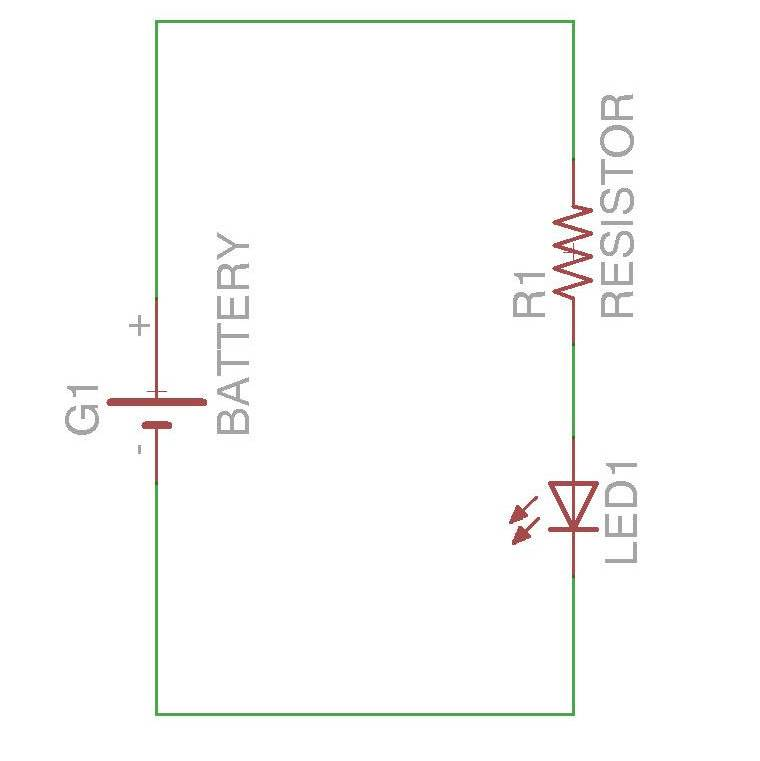 G1
+
-
BATTERY
R1
RESISTOR
LED1